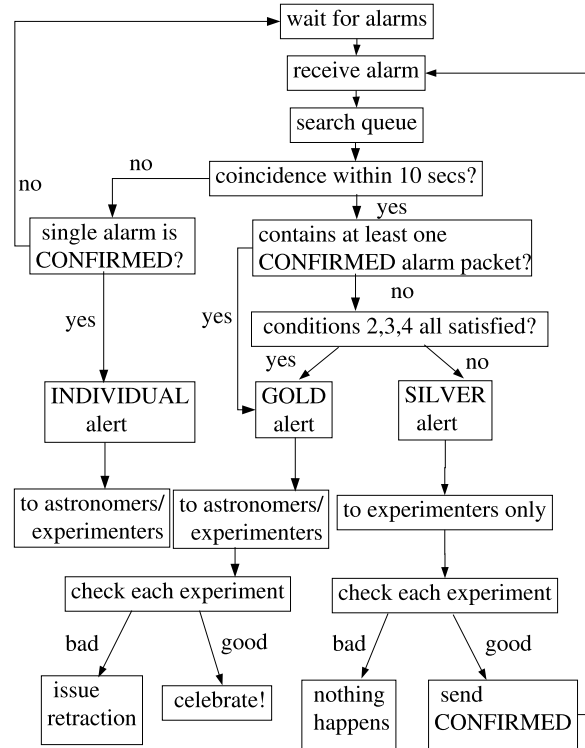 wait for alarms
receive alarm
search queue
coincidence within 10 secs?
no
yes
no
single alarm is
CONFIRMED?
contains at least one
CONFIRMED alarm packet?
no
yes
yes
conditions 2,3,4 all satisfied?
yes
no
INDIVIDUAL
alert
GOLD
alert
SILVER
alert
to astronomers/
experimenters
to astronomers/
experimenters
to experimenters only
check each experiment
check each experiment
bad
good
bad
good
issue
retraction
celebrate!
nothing
happens
send
CONFIRMED